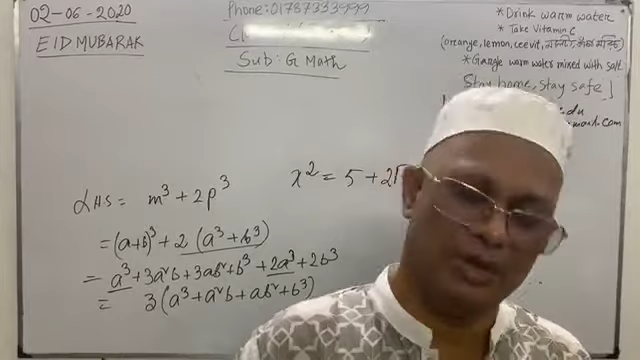 02-06-2020
EID MUBARAK
Phone: 01787333999
Sub: G Math
* Drink warm water
* Take Vitamin C
(orrange, lemon, ceevit,
* Gargle warm water mixed with salt
Stay home, stay safe]
LHS = m³ + 2p³
= (a+b)³ + 2 (a³+b³)
= a³ + 3a²b + 3ab² + b³ + 2a³ + 2b³
= 3(a³ + a²b + ab² + b³)
x² = 5 + 2√